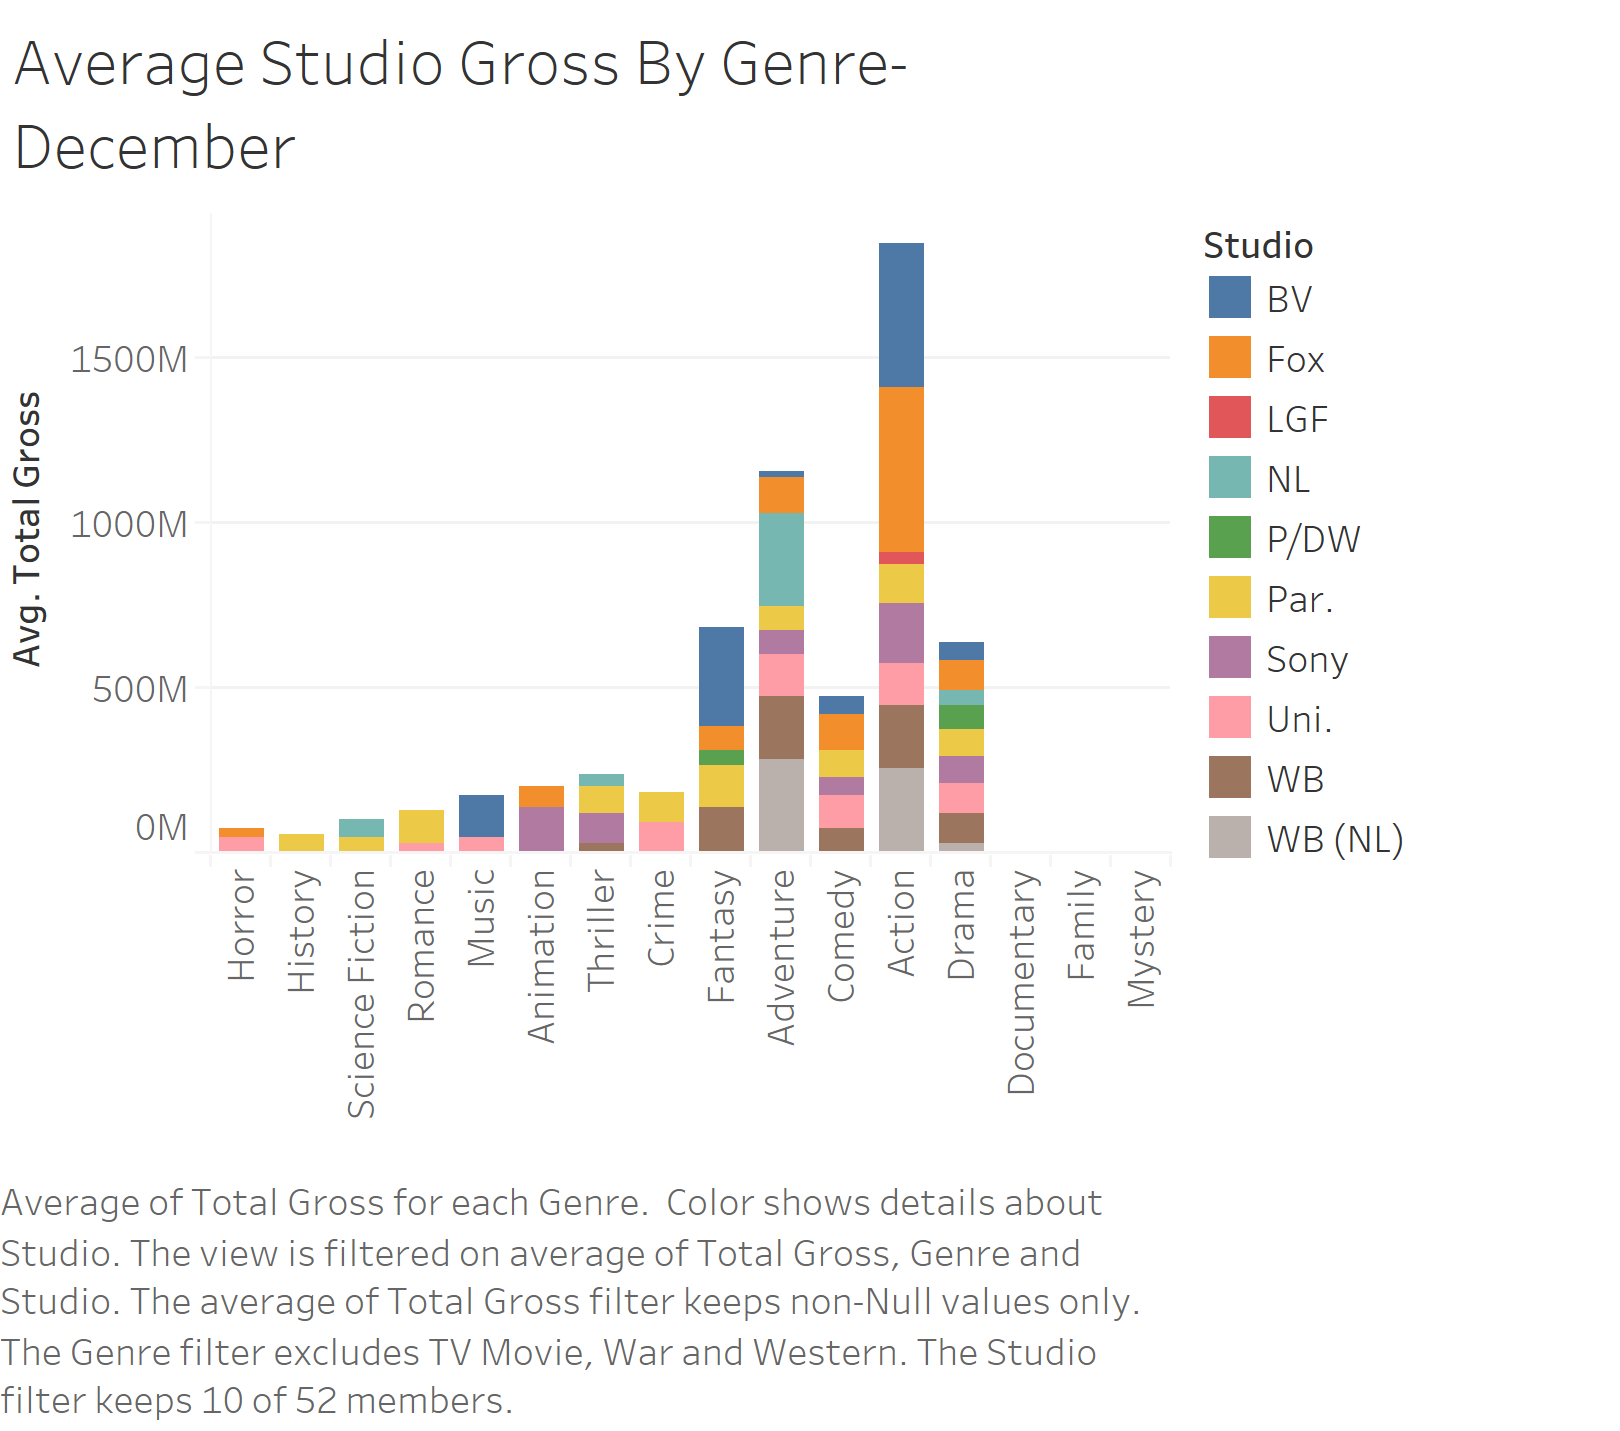 Average Studio Gross By Genre-
December
Studio
BV
Fox
LGF
NL
P/DW
Par.
Sony
Uni.
WB
WB (NL)
Avg. Total Gross
1500M
1000M
500M
0M
Horror
History
Science Fiction
Romance
Music
Animation
Thriller
Crime
Fantasy
Adventure
Comedy
Action
Drama
Documentary
Family
Mystery
Average of Total Gross for each Genre.  Color shows details about
Studio. The view is filtered on average of Total Gross, Genre and
Studio. The average of Total Gross filter keeps non-Null values only.
The Genre filter excludes TV Movie, War and Western. The Studio
filter keeps 10 of 52 members.